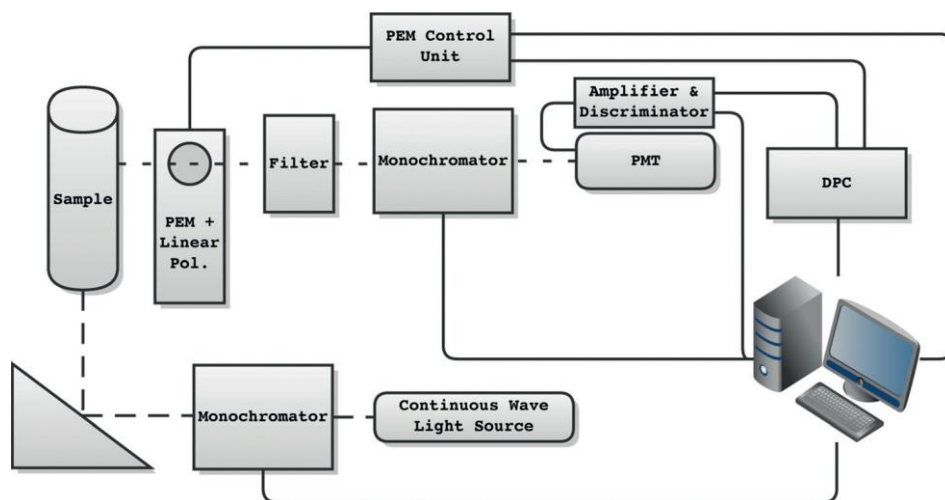 PEM Control
Unit
Amplifier &
Discriminator
Sample
PEM +
Linear
Pol.
Filter
Monochromator
PMT
DPC
Monochromator
Continuous Wave
Light Source